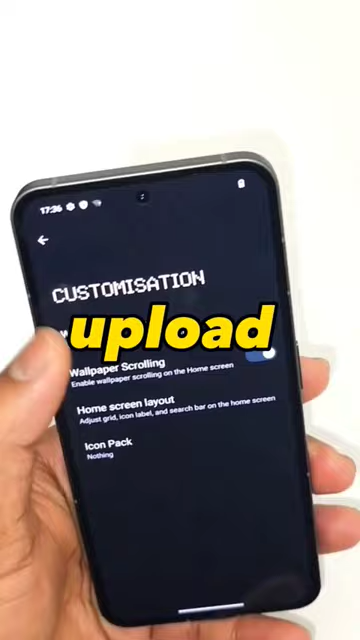 17:36
CUSTOMISATION
upload
Wallpaper Scrolling
Enable wallpaper scrolling on the Home screen
Home screen layout
Adjust grid, icon label, and search bar on the home screen
Icon Pack
Nothing